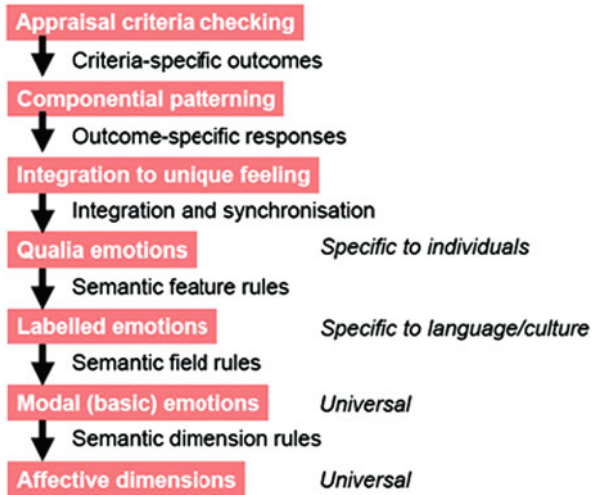 Appraisal criteria checking
Criteria-specific outcomes
Componential patterning
Outcome-specific responses
Integration to unique feeling
Integration and synchronisation
Qualia emotions Specific to individuals
Semantic feature rules
Labelled emotions Specific to language/culture
Semantic field rules
Modal (basic) emotions Universal
Semantic dimension rules
Affective dimensions Universal